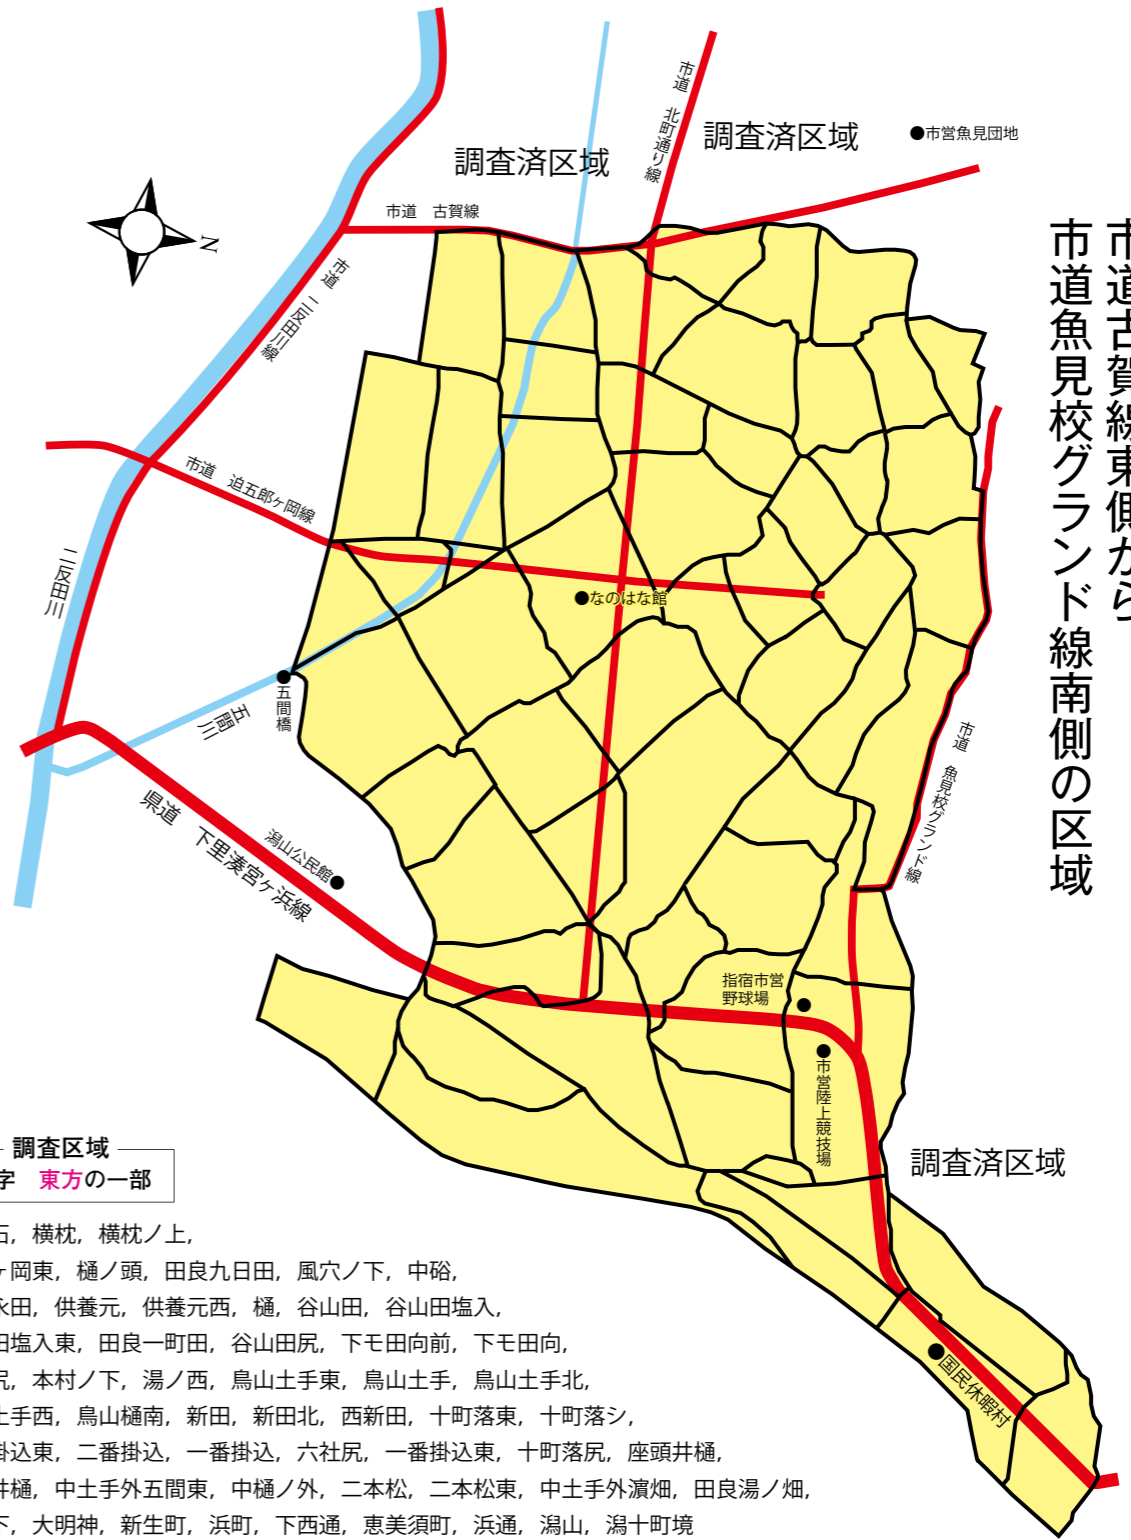 市道古賀線東側から
市道魚見校グランド線南側の区域
調査済区域
調査済区域
市営魚見団地
市道　北町通り線
市道　古賀線
N
市道　二反田川線
市道　迫五郎ヶ岡線
二反田川
なのはな館
五間橋
五間川
市道　魚見校グランド線
県道　下里湊宮ヶ浜線
潟山公民館
指宿市営
野球場
市営陸上競技場
調査済区域
国民休暇村
調査区域
字　東方の一部
石，横枕，横枕ノ上，
ヶ岡東，樋ノ頭，田良九日田，風穴ノ下，中硲，
永田，供養元，供養元西，樋，谷山田，谷山田塩入，
田塩入東，田良一町田，谷山田尻，下モ田向前，下モ田向，
尻，本村ノ下，湯ノ西，鳥山土手東，鳥山土手，鳥山土手北，
土手西，鳥山樋南，新田，新田北，西新田，十町落東，十町落シ，
掛込東，二番掛込，一番掛込，六社尻，一番掛込東，十町落尻，座頭井樋，
井樋，中土手外五間東，中樋ノ外，二本松，二本松東，中土手外濵畑，田良湯ノ畑，
下，大明神，新生町，浜町，下西通，恵美須町，浜通，潟山，潟十町境